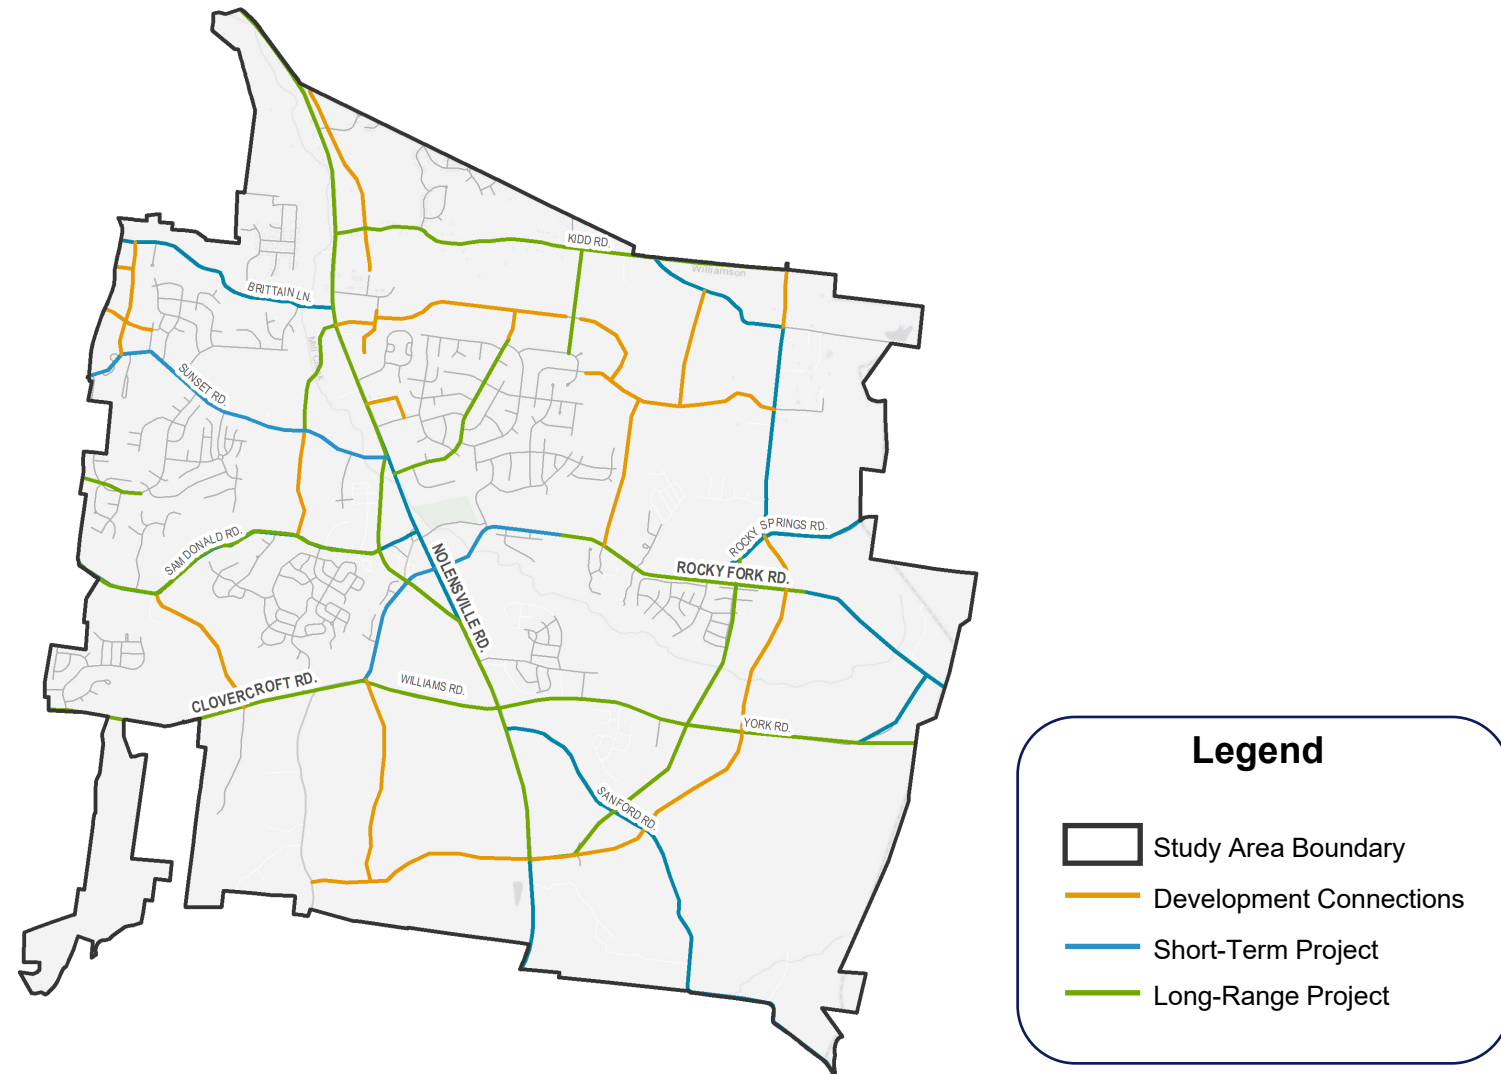 KIDD RD.
Williamson
BRITTAIN LN.
SUNSET RD.
SAM DONALD RD.
ROCKY SPRINGS RD.
NOLENSVILLE RD.
ROCKY FORK RD.
CLOVERCROFT RD.
WILLIAMS RD.
YORK RD.
SANFORD RD.
Legend
Study Area Boundary
Development Connections
Short-Term Project
Long-Range Project